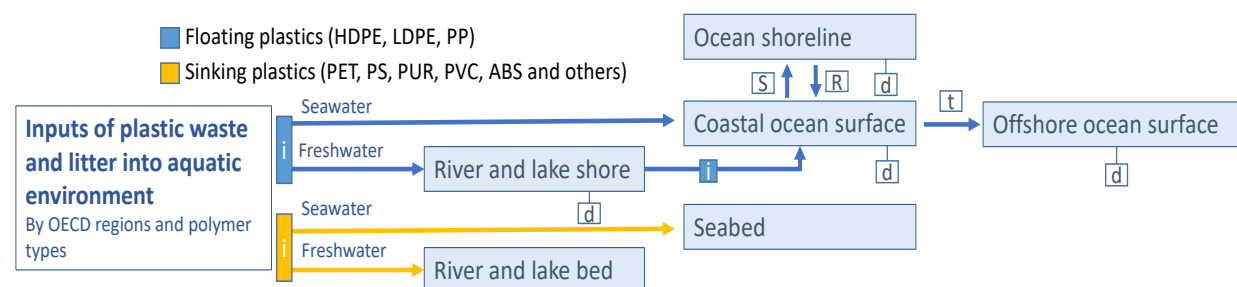 Floating plastics (HDPE, LDPE, PP)
Sinking plastics (PET, PS, PUR, PVC, ABS and others)
Inputs of plastic waste
and litter into aquatic
environment
By OECD regions and polymer
types
i
Seawater
Freshwater
River and lake shore
d
i
Ocean shoreline
d
S
R
Coastal ocean surface
d
t
Offshore ocean surface
d
i
Seawater
Freshwater
Seabed
River and lake bed